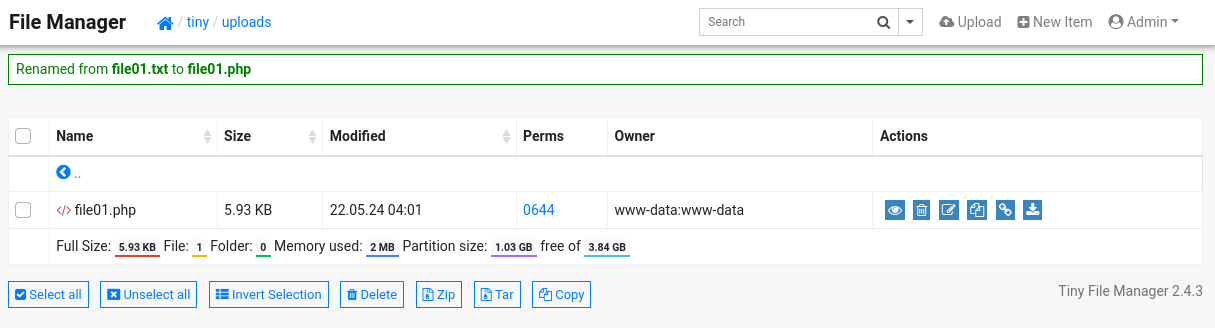 File Manager / tiny / uploads Search Upload New Item Admin
Renamed from file01.txt to file01.php
Name Size Modified Perms Owner Actions
..
</> file01.php 5.93 KB 22.05.24 04:01 0644 www-data:www-data
Full Size: 5.93 KB File: 1 Folder: 0 Memory used: 2 MB Partition size: 1.03 GB free of 3.84 GB
Select all Unselect all Invert Selection Delete Zip Tar Copy Tiny File Manager 2.4.3